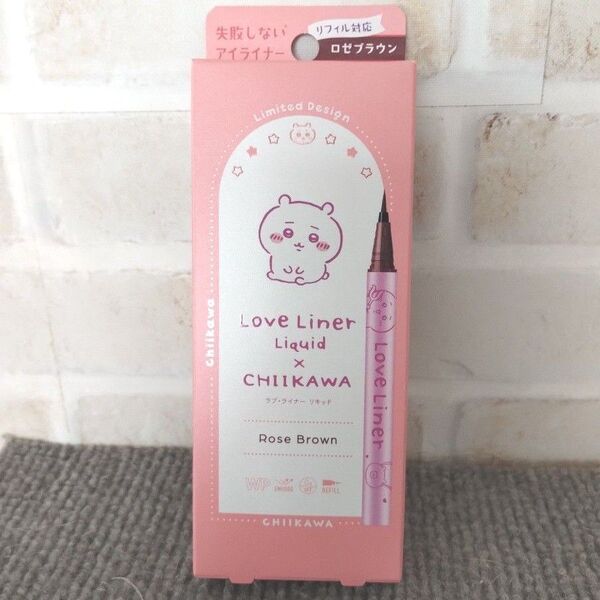 失敗しない
アイライナー
リフィル対応
ロゼブラウン
Limited Design
Chiikawa
Love Liner
Liquid
×
CHIIKAWA
ラブ・ライナー リキッド
Rose Brown
Love Liner
WP
REFILL
CHIIKAWA